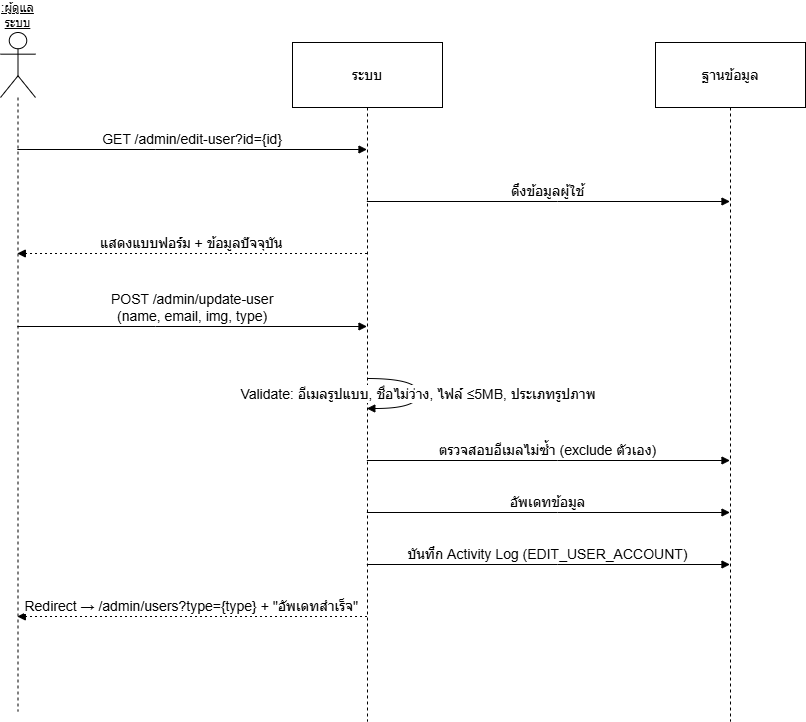 :ผู้ดูแล
ระบบ
ระบบ
ฐานข้อมูล
GET /admin/edit-user?id={id}
ดึงข้อมูลผู้ใช้
แสดงแบบฟอร์ม + ข้อมูลปัจจุบัน
POST /admin/update-user
(name, email, img, type)
Validate: อีเมลรูปแบบ, ชื่อไม่ว่าง, ไฟล์ ≤5MB, ประเภทรูปภาพ
ตรวจสอบอีเมลไม่ซ้ำ (exclude ตัวเอง)
อัพเดทข้อมูล
บันทึก Activity Log (EDIT_USER_ACCOUNT)
Redirect → /admin/users?type={type} + "อัพเดทสำเร็จ"